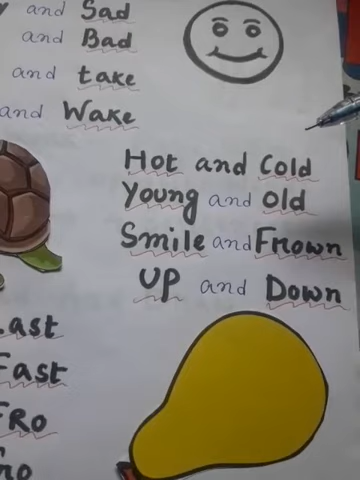 and Sad
and Bad
and take
and Wake
Hot and Cold
Young and Old
Smile and Frown
UP and Down
Last
Fast
FRO